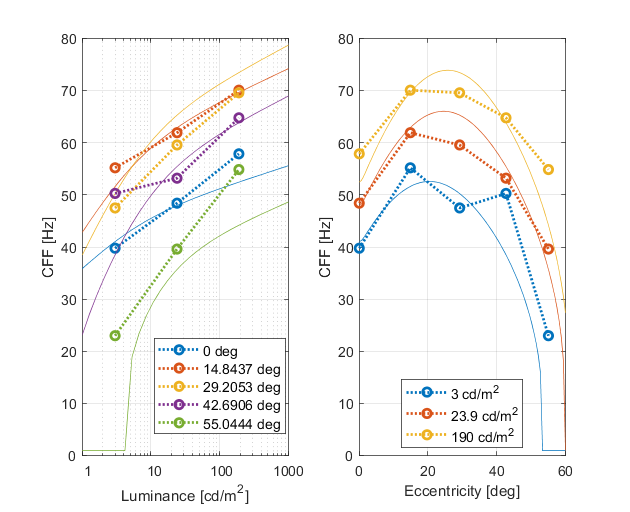 80
70
60
50
40
30
20
10
0
CFF [Hz]
1
10
100
1000
Luminance [cd/m²]
0 deg
14.8437 deg
29.2053 deg
42.6906 deg
55.0444 deg
80
70
60
50
40
30
20
10
0
CFF [Hz]
0
20
40
60
Eccentricity [deg]
3 cd/m²
23.9 cd/m²
190 cd/m²